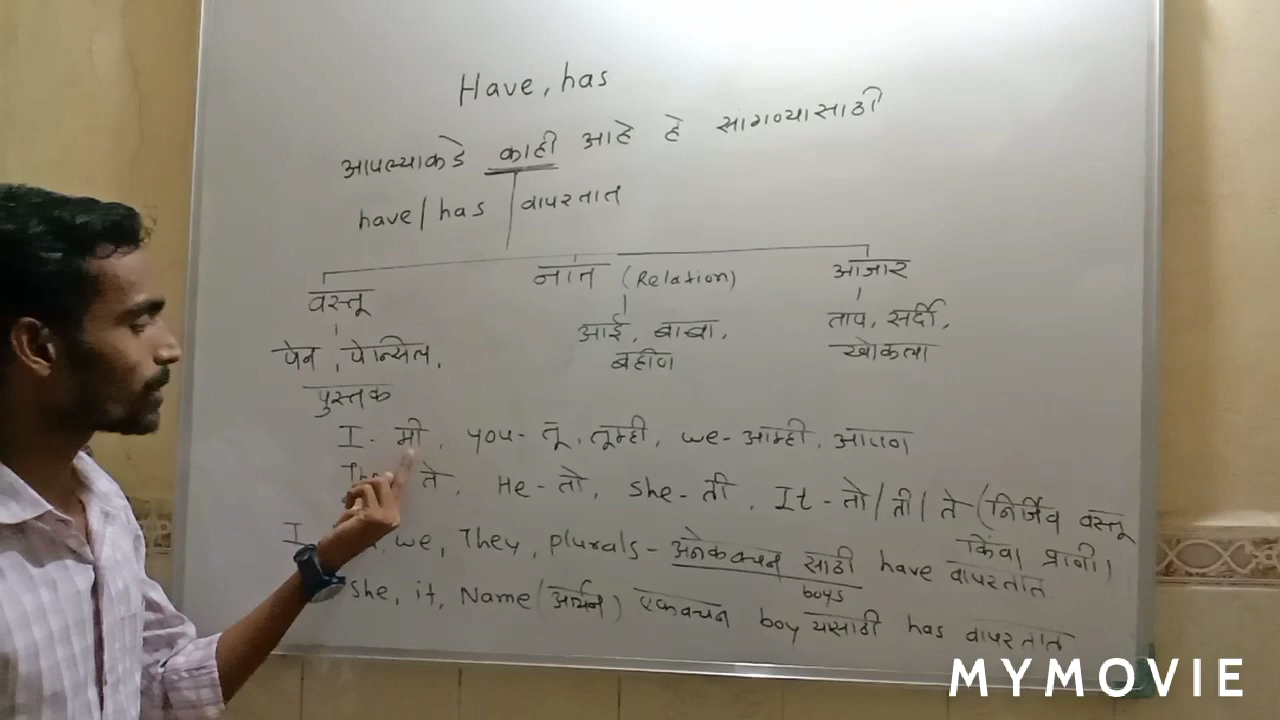 Have, has
आपल्याकडे काही आहे हे सागण्यासाठी
have/has वापरतात
वस्तू नात (Relation) आजार
पेन, पेन्सिल, पुस्तक
आई, बाबा, बहीण
ताप, सर्दी, खोकला
I - मी, you - तू, तूम्ही, we - आम्ही, आपण
ते, He - तो, she - ती, It - तो/ती/ते (निर्जिव वस्तू किंवा प्रानी)
I we, They, plurals - अनेकवचन साठी have वापरतात
boys
she, it, Name (आर्यन) एकवचन boy यासाठी has वापरतात
MYMOVIE